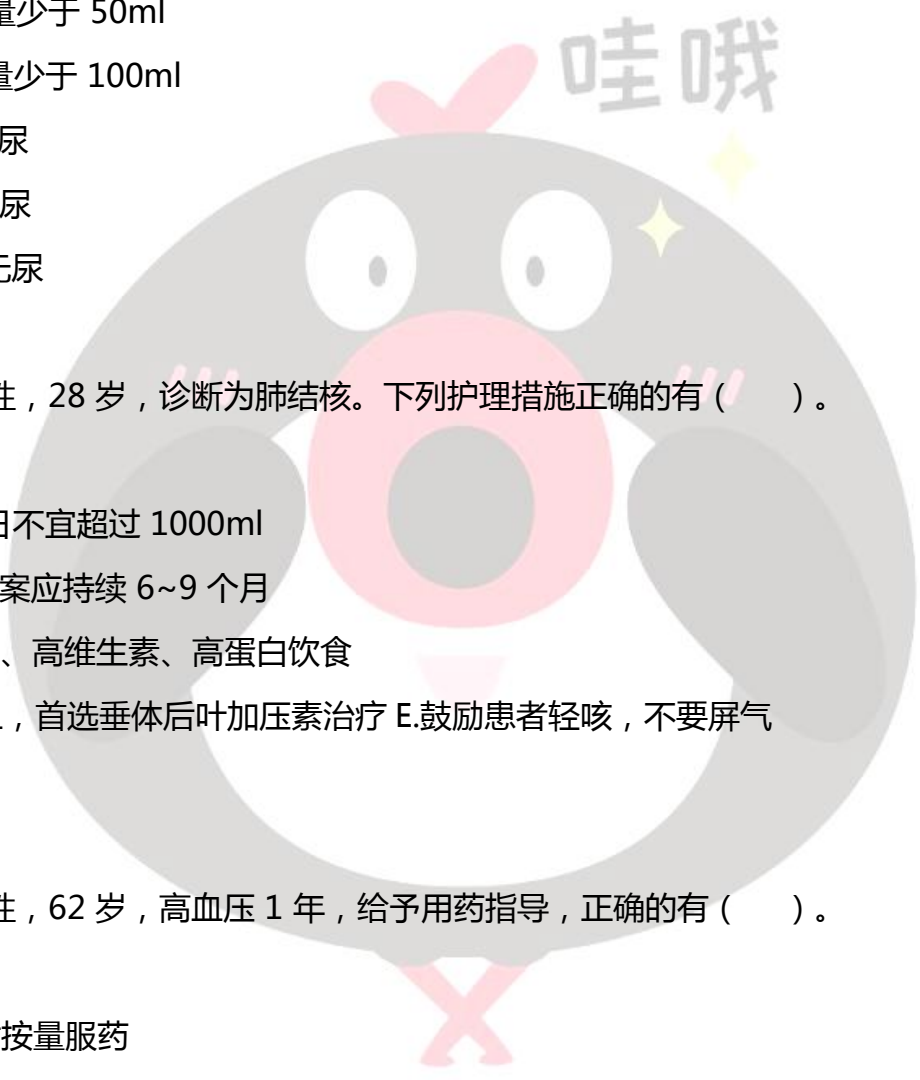 哇哦
量少于 50ml
量少于 100ml
尿
尿
无尿
性，28 岁，诊断为肺结核。下列护理措施正确的有（　　）。
日不宜超过 1000ml
案应持续 6~9 个月
、高维生素、高蛋白饮食
，首选垂体后叶加压素治疗 E.鼓励患者轻咳，不要屏气
性，62 岁，高血压 1 年，给予用药指导，正确的有（　　）。
按量服药